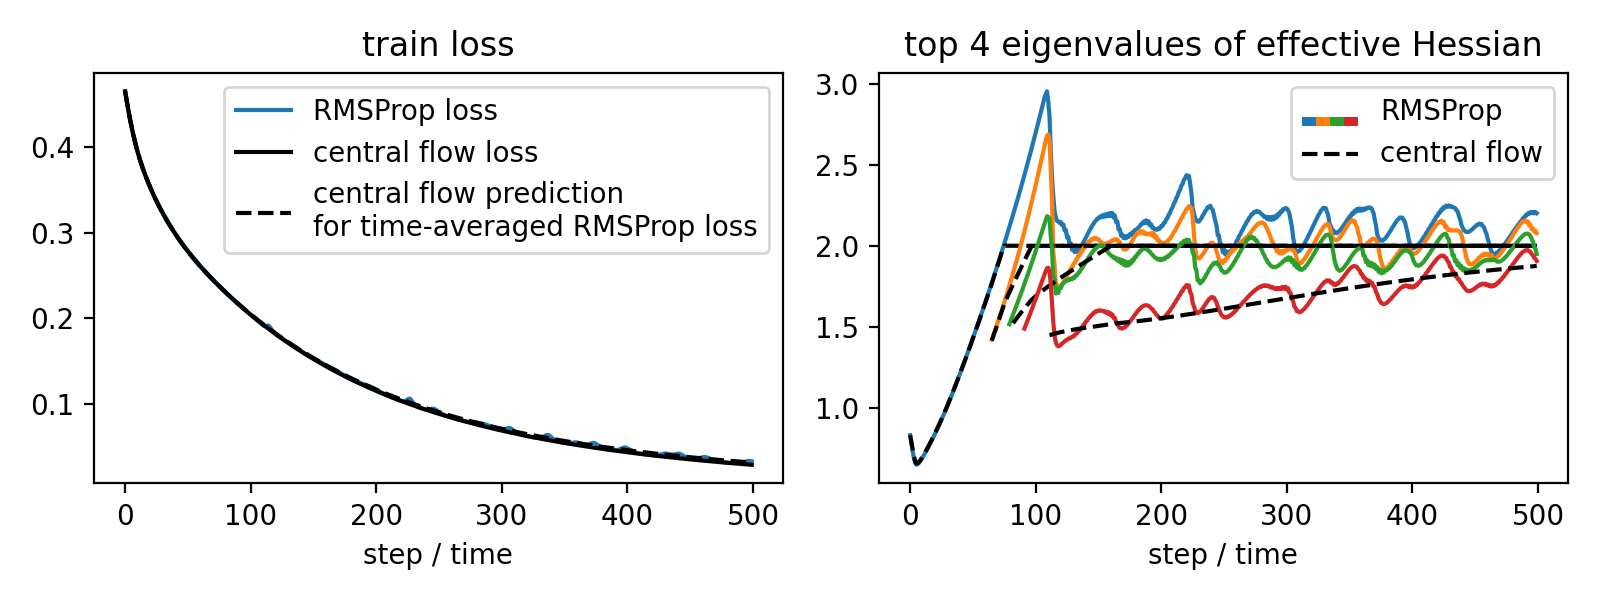 train loss
RMSProp loss
central flow loss
central flow prediction
for time-averaged RMSProp loss
0.4
0.3
0.2
0.1
0 100 200 300 400 500
step / time
top 4 eigenvalues of effective Hessian
RMSProp
central flow
3.0
2.5
2.0
1.5
1.0
0 100 200 300 400 500
step / time